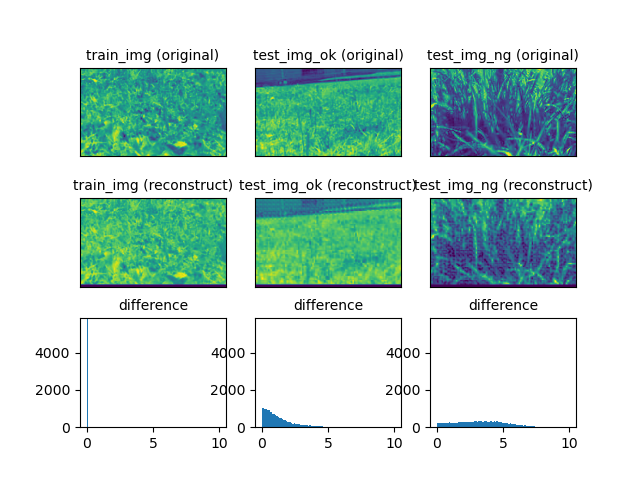 train_img (original) test_img_ok (original) test_img_ng (original)
train_img (reconstruct) test_img_ok (reconstruct) test_img_ng (reconstruct)
difference difference difference
4000 4000 4000
2000 2000 2000
0 0 0
0 5 10 0 5 10 0 5 10